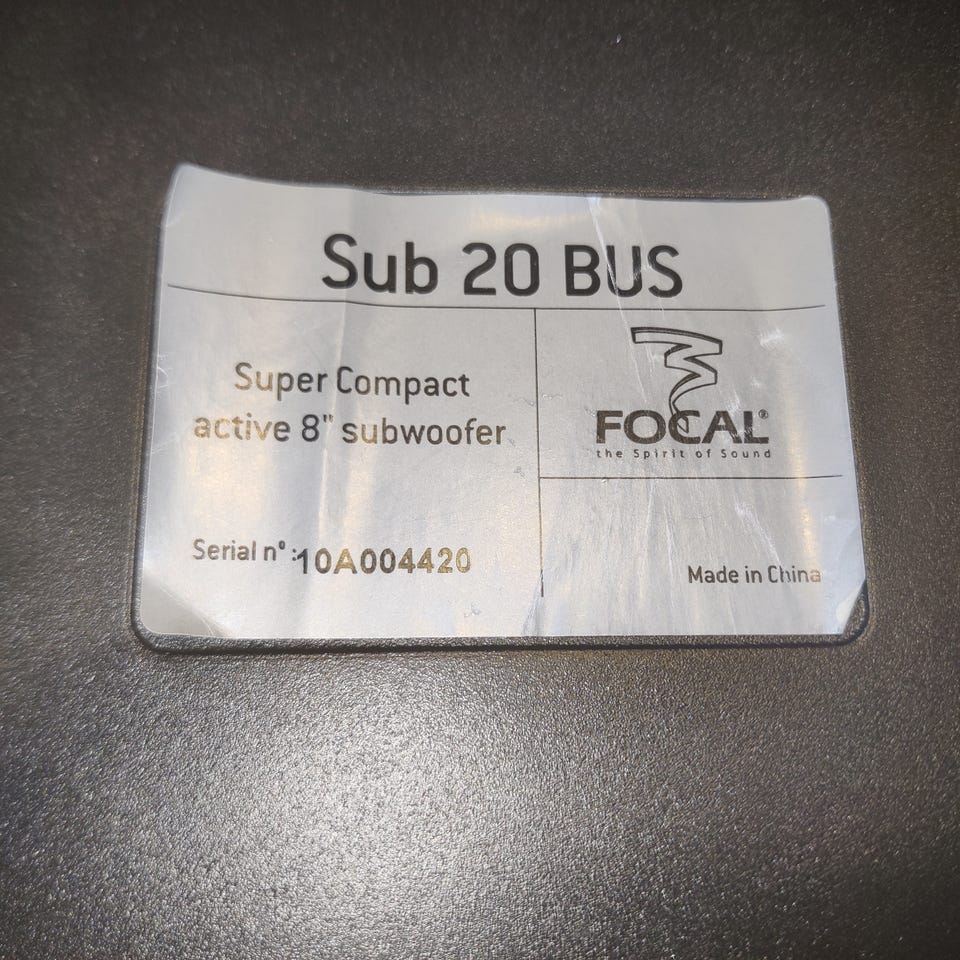 Sub 20 BUS
Super Compact
active 8" subwoofer
Serial n° :10A004420
FOCAL®
the Spirit of Sound
Made in China